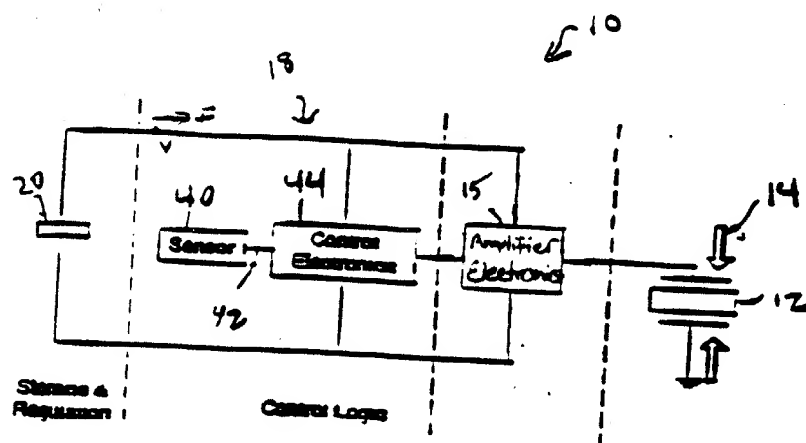 10
18
I
V
20
40
44
15
14
Sensor
Control
Electronics
Amplifier
Electronics
42
12
Storage &
Regulation
Control Logic